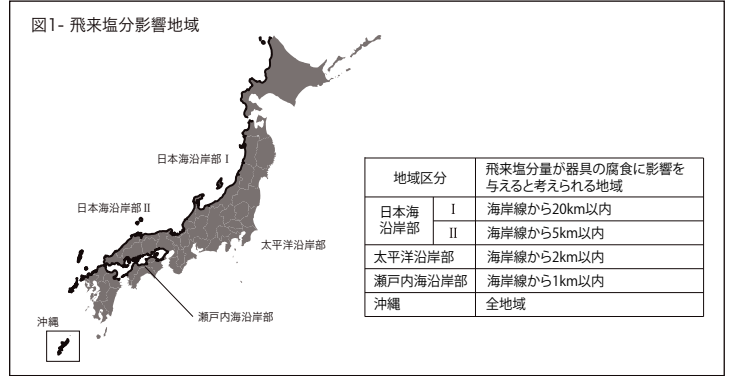 図1- 飛来塩分影響地域
日本海沿岸部Ⅰ
日本海沿岸部Ⅱ
太平洋沿岸部
瀬戸内海沿岸部
沖縄
地域区分
飛来塩分量が器具の腐食に影響を
与えると考えられる地域
日本海
沿岸部
Ⅰ
海岸線から20km以内
Ⅱ
海岸線から5km以内
太平洋沿岸部
海岸線から2km以内
瀬戸内海沿岸部
海岸線から1km以内
沖縄
全地域